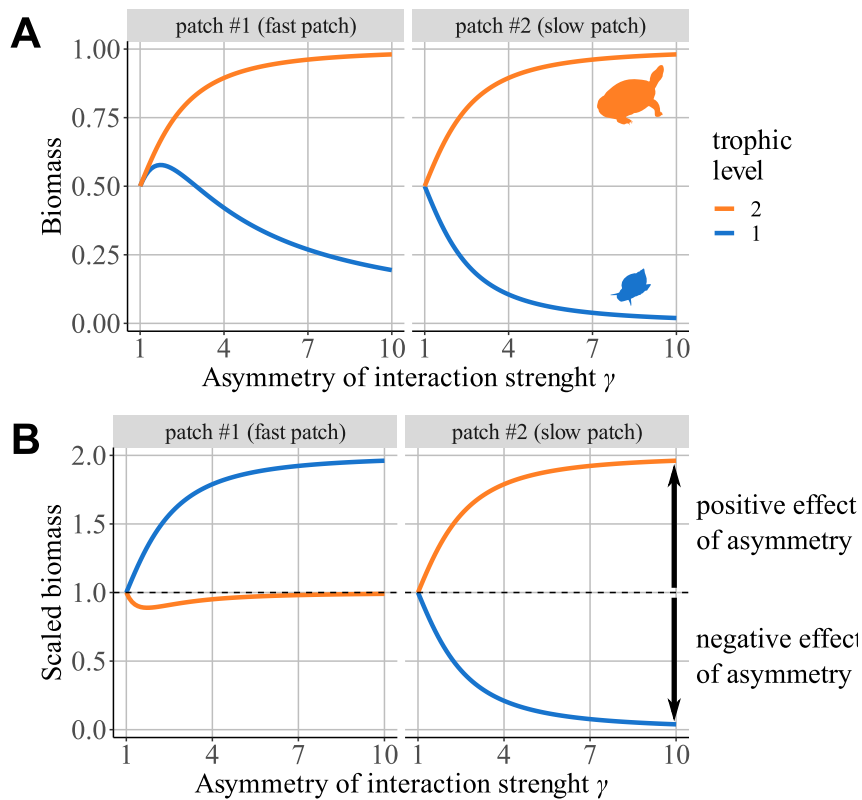 A
patch #1 (fast patch)
patch #2 (slow patch)
1.00
0.75
0.50
0.25
0.00
Biomass
1 4 7 10
1 4 7 10
Asymmetry of interaction strenght γ
trophic
level
2
1
B
patch #1 (fast patch)
patch #2 (slow patch)
2.0
1.5
1.0
0.5
0.0
Scaled biomass
1 4 7 10
1 4 7 10
Asymmetry of interaction strenght γ
positive effect
of asymmetry
negative effect
of asymmetry